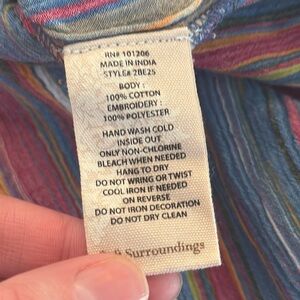 RN# 101206
MADE IN INDIA
STYLE# 2BE25
BODY :
100% COTTON
EMBROIDERY :
100% POLYESTER
HAND WASH COLD
INSIDE OUT
ONLY NON-CHLORINE
BLEACH WHEN NEEDED
HANG TO DRY
DO NOT WRING OR TWIST
COOL IRON IF NEEDED
ON REVERSE
DO NOT IRON DECORATION
DO NOT DRY CLEAN
Surroundings